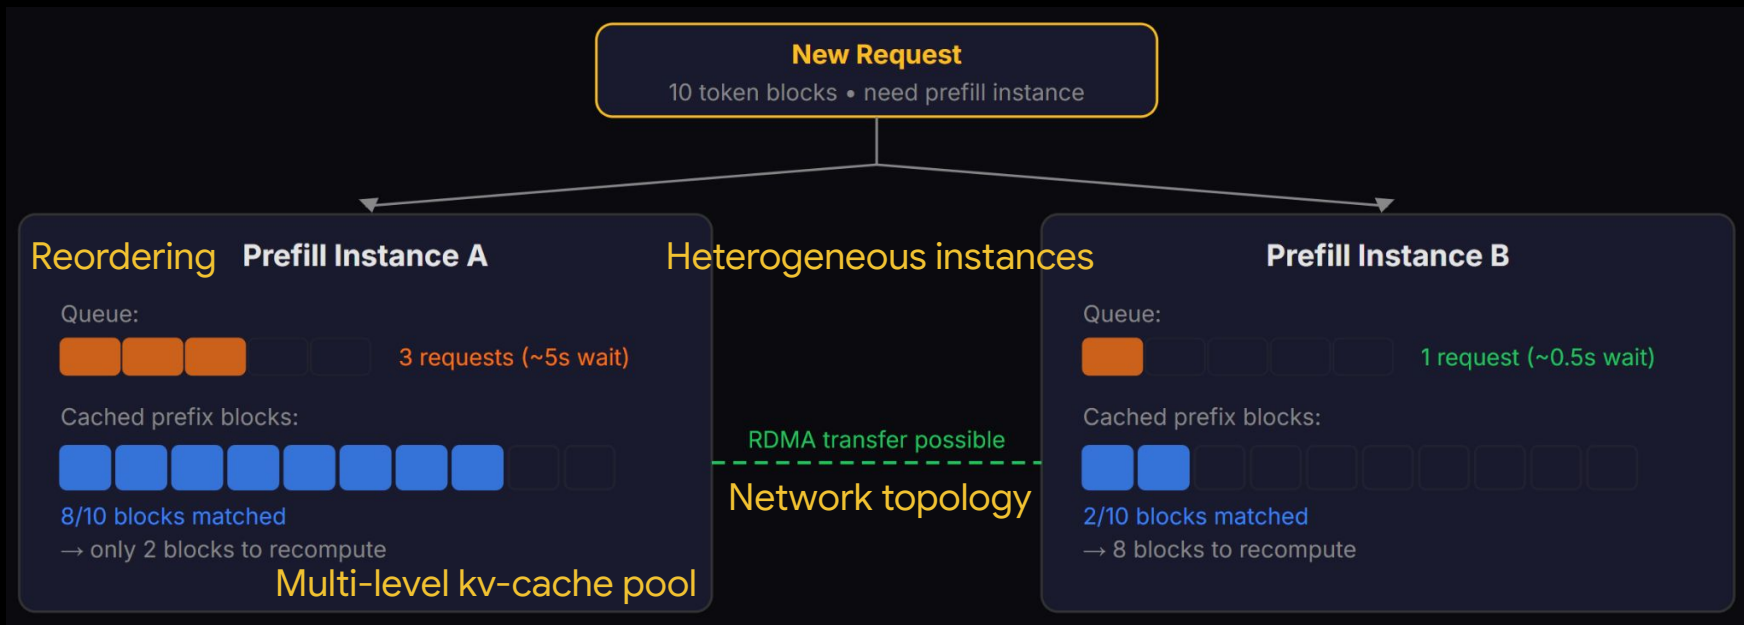 New Request
10 token blocks • need prefill instance
Reordering
Prefill Instance A
Heterogeneous instances
Prefill Instance B
Queue:
3 requests (~5s wait)
Cached prefix blocks:
8/10 blocks matched
→ only 2 blocks to recompute
Multi-level kv-cache pool
RDMA transfer possible
Network topology
Queue:
1 request (~0.5s wait)
Cached prefix blocks:
2/10 blocks matched
→ 8 blocks to recompute